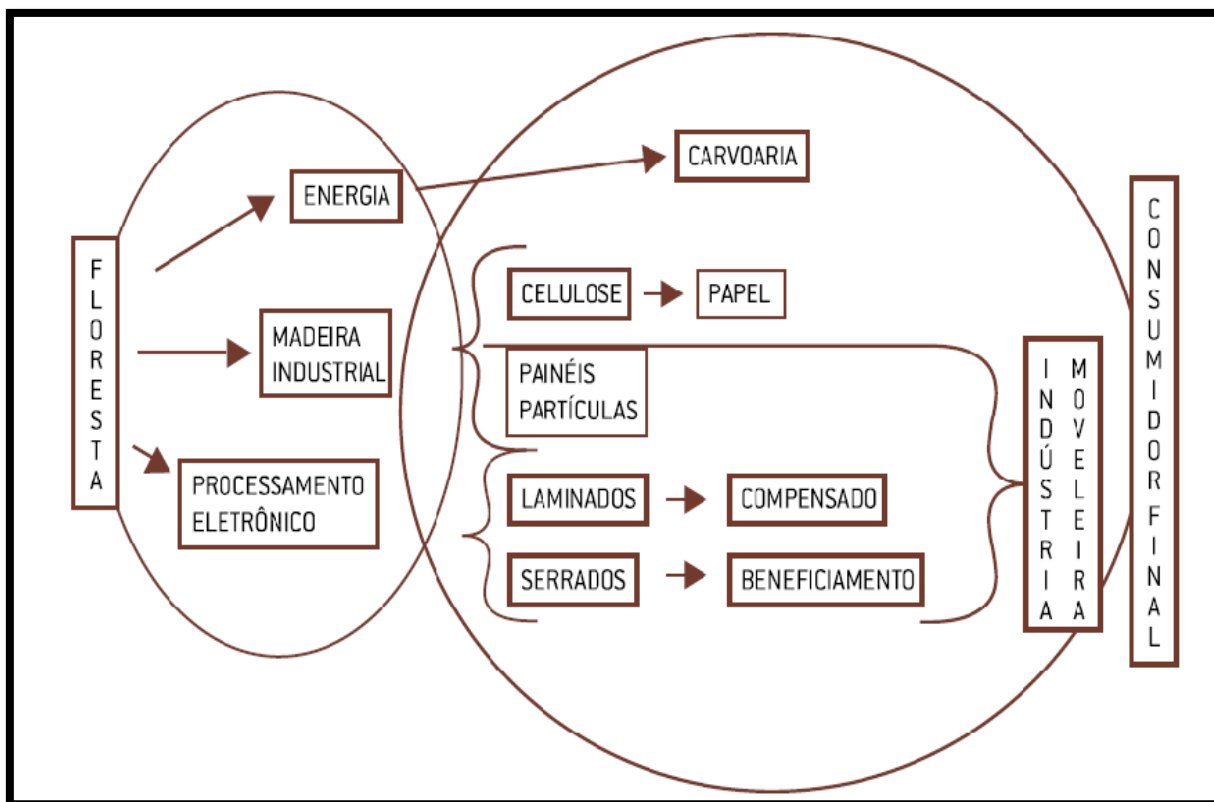 FLORESTA
ENERGIA
MADEIRA
INDUSTRIAL
PROCESSAMENTO
ELETRÔNICO
CARVOARIA
CELULOSE
PAPEL
PAINÉIS
PARTÍCULAS
LAMINADOS
COMPENSADO
SERRADOS
BENEFICIAMENTO
INDÚSTRIA
MOVELEIRA
CONSUMIDOR FINAL